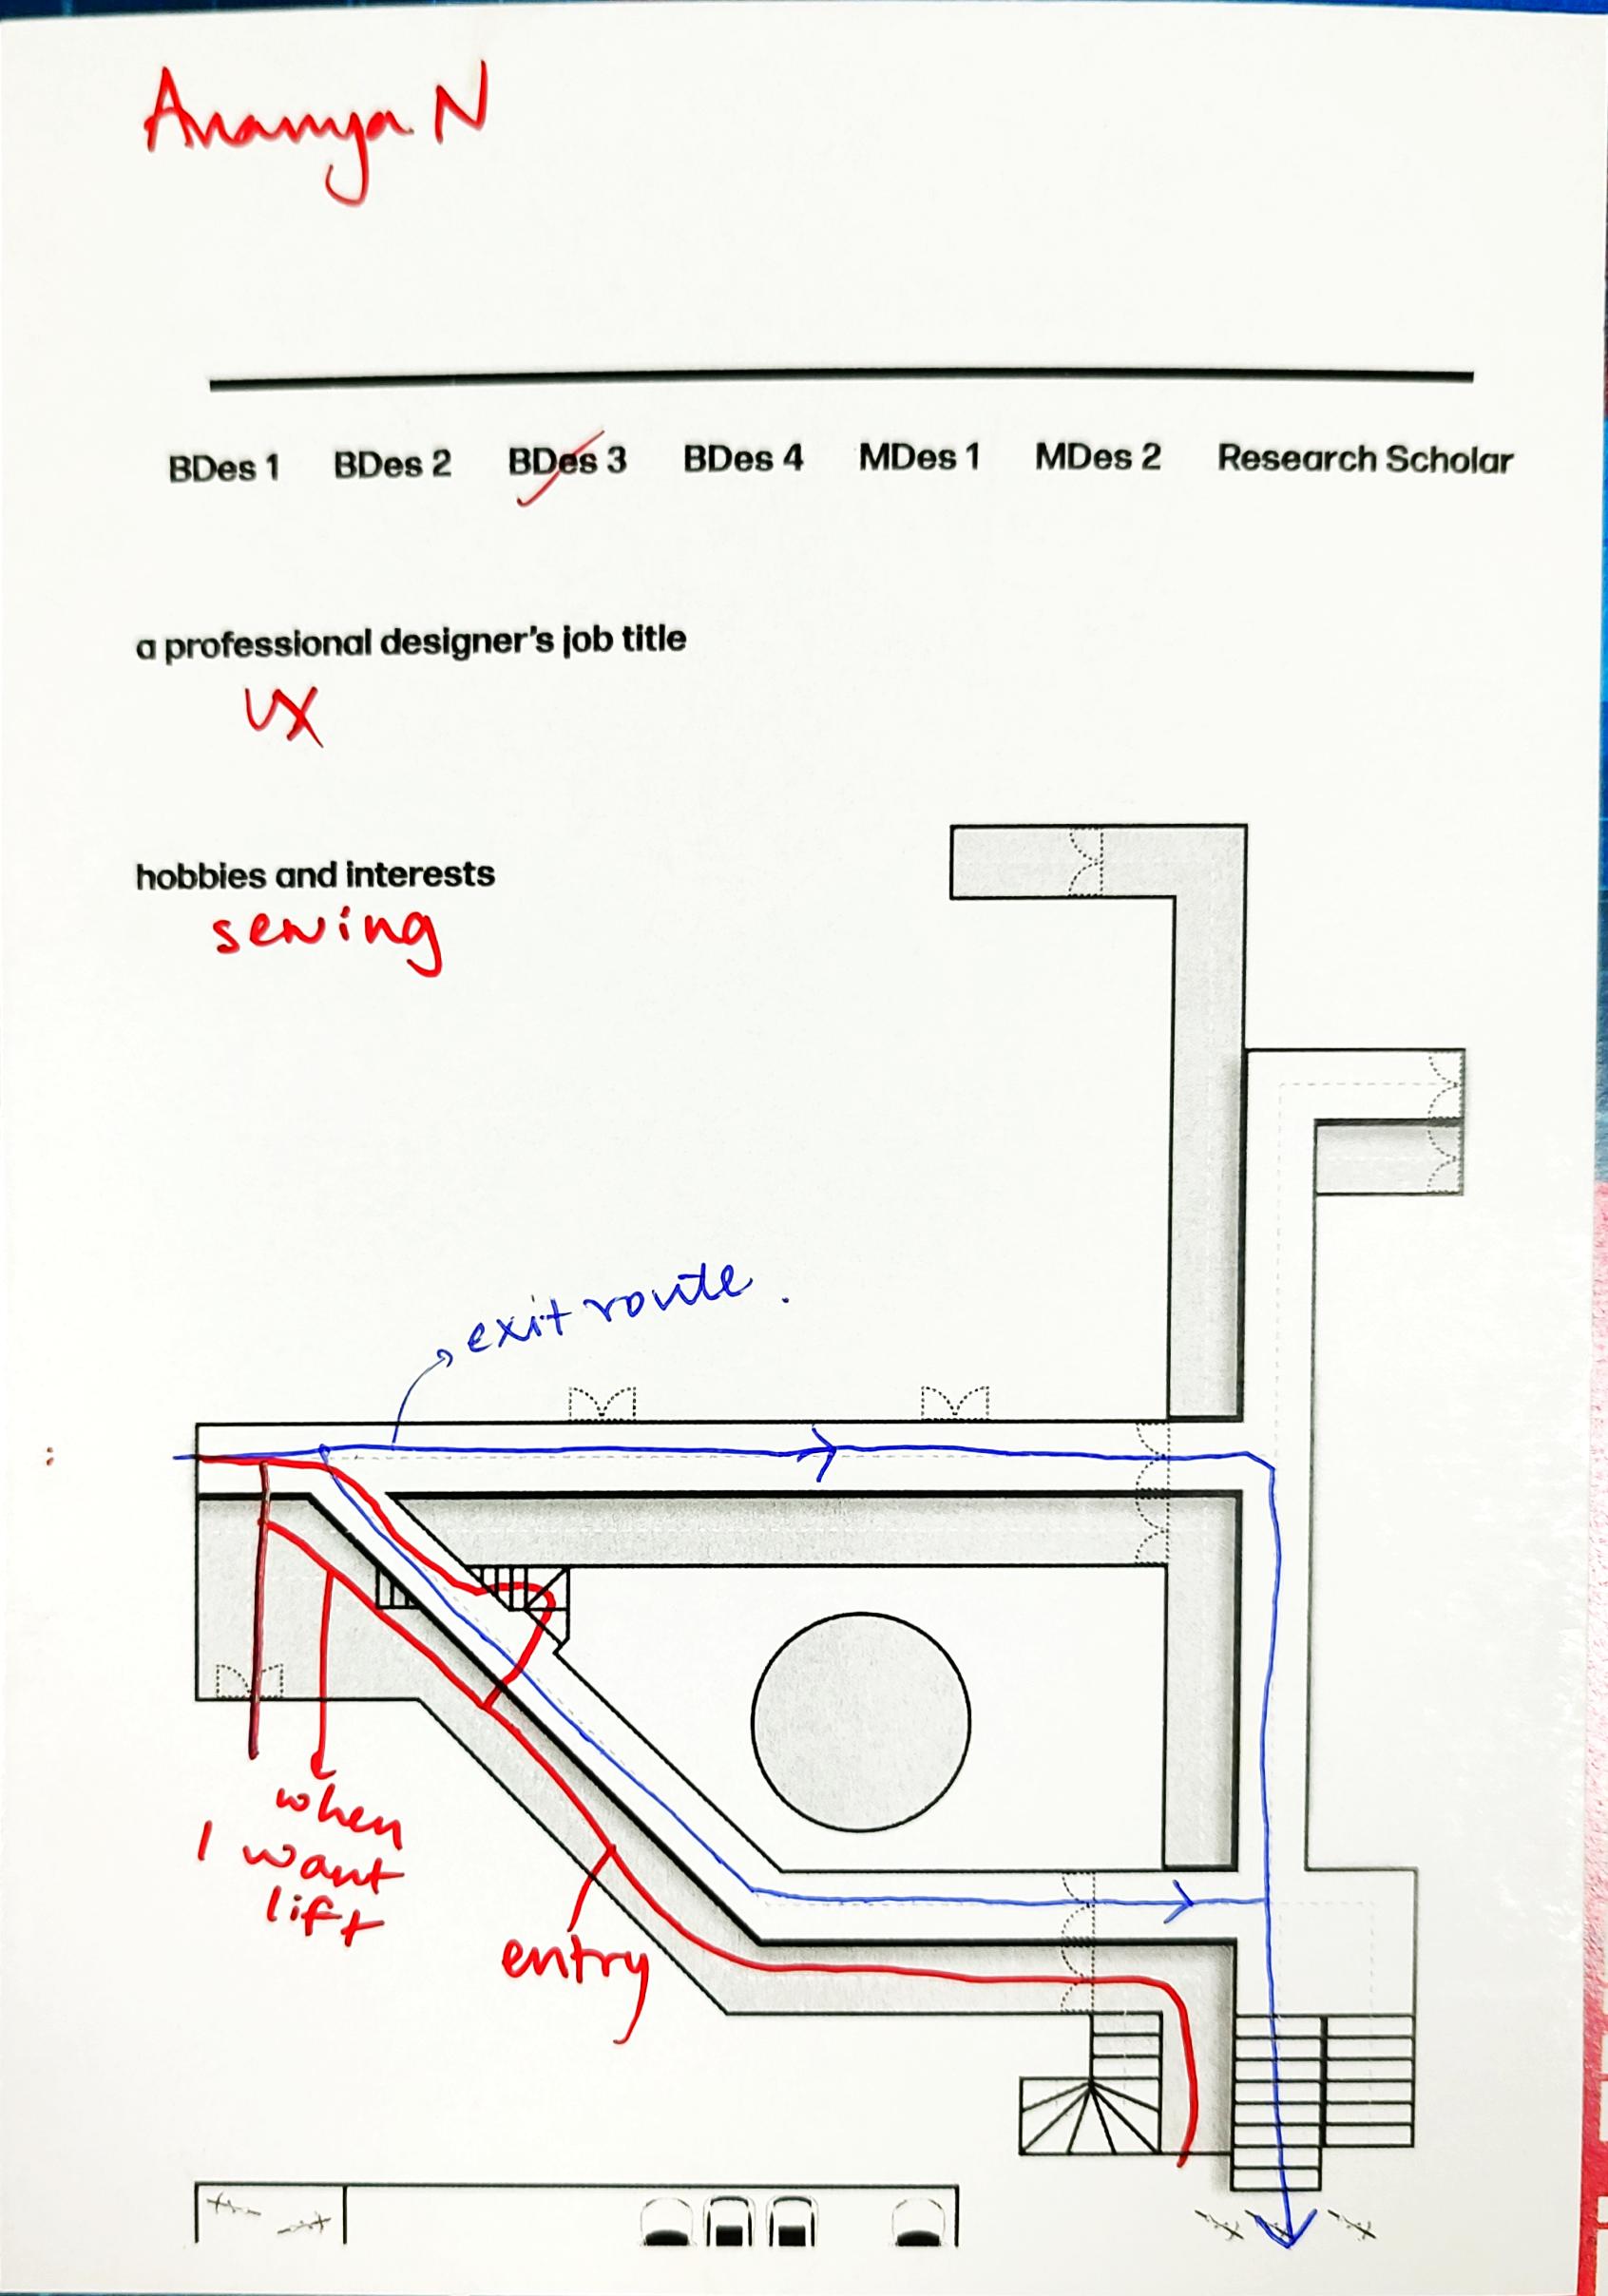 Ananya N
BDes 1 BDes 2 BDes 3 BDes 4 MDes 1 MDes 2 Research Scholar
a professional designer's job title
UX
hobbies and interests
sewing
exit route.
when
I want
lift
entry